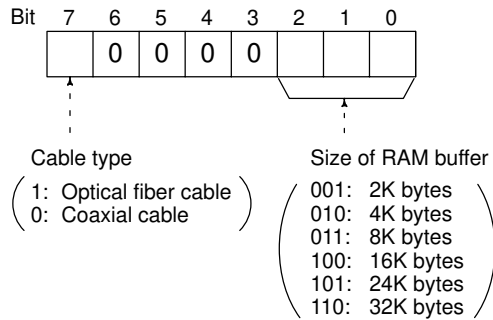 Bit 7 6 5 4 3 2 1 0
0 0 0 0
Cable type
1: Optical fiber cable
0: Coaxial cable
Size of RAM buffer
001: 2K bytes
010: 4K bytes
011: 8K bytes
100: 16K bytes
101: 24K bytes
110: 32K bytes